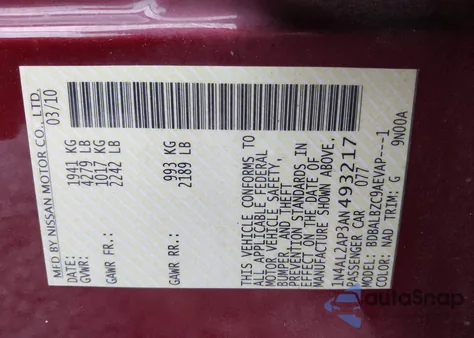 MFD BY NISSAN MOTOR CO., LTD.
DATE: 03/10
GVWR: 1941 KG
4277 LB
GAWR FR.: 1017 KG
2242 LB
GAWR RR.: 993 KG
2189 LB
THIS VEHICLE CONFORMS TO
ALL APPLICABLE FEDERAL
MOTOR VEHICLE SAFETY,
BUMPER, AND THEFT
PREVENTION STANDARDS IN
EFFECT ON THE DATE OF
MANUFACTURE SHOWN ABOVE.
1N4AL2AP3AN493217
PASSENGER CAR 077
MODEL: BDBALBZC9AEVAP---1
COLOR: NAD TRIM: G 9N00A
AutoSnap